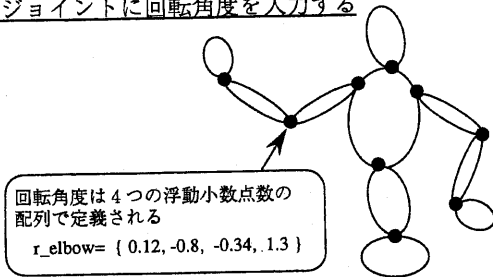 ジョイントに回転角度を入力する
回転角度は4つの浮動小数点数の
配列で定義される
r_elbow= { 0.12, -0.8, -0.34, 1.3 }